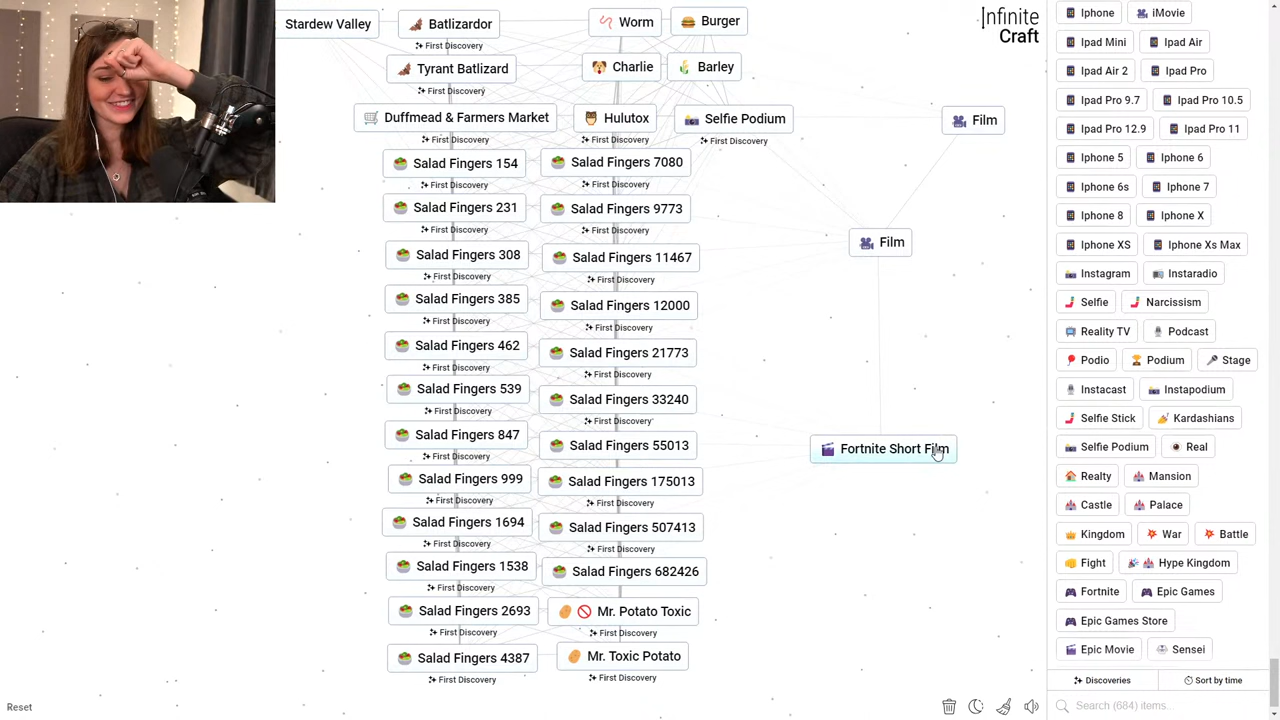 Stardew Valley
Batlizardor
First Discovery
Worm
Burger
Infinite Craft
Tyrant Batlizard
First Discovery
Charlie
Barley
Duffmead & Farmers Market
First Discovery
Hulutox
First Discovery
Selfie Podium
First Discovery
Film
Salad Fingers 154
First Discovery
Salad Fingers 7080
First Discovery
Salad Fingers 231
First Discovery
Salad Fingers 9773
First Discovery
Film
Salad Fingers 308
First Discovery
Salad Fingers 11467
First Discovery
Salad Fingers 385
First Discovery
Salad Fingers 12000
First Discovery
Salad Fingers 462
First Discovery
Salad Fingers 21773
First Discovery
Salad Fingers 539
First Discovery
Salad Fingers 33240
First Discovery
Salad Fingers 847
First Discovery
Salad Fingers 55013
First Discovery
Fortnite Short Film
Salad Fingers 999
First Discovery
Salad Fingers 175013
First Discovery
Salad Fingers 1694
First Discovery
Salad Fingers 507413
First Discovery
Salad Fingers 1538
First Discovery
Salad Fingers 682426
First Discovery
Salad Fingers 2693
First Discovery
Mr. Potato Toxic
First Discovery
Salad Fingers 4387
First Discovery
Mr. Toxic Potato
First Discovery
Reset
Iphone iMovie
Ipad Mini Ipad Air
Ipad Air 2 Ipad Pro
Ipad Pro 9.7 Ipad Pro 10.5
Ipad Pro 12.9 Ipad Pro 11
Iphone 5 Iphone 6
Iphone 6s Iphone 7
Iphone 8 Iphone X
Iphone XS Iphone Xs Max
Instagram Instaradio
Selfie Narcissism
Reality TV Podcast
Podio Podium Stage
Instacast Instapodium
Selfie Stick Kardashians
Selfie Podium Real
Realty Mansion
Castle Palace
Kingdom War Battle
Fight Hype Kingdom
Fortnite Epic Games
Epic Games Store
Epic Movie Sensei
Discoveries Sort by time
Search (684) items...